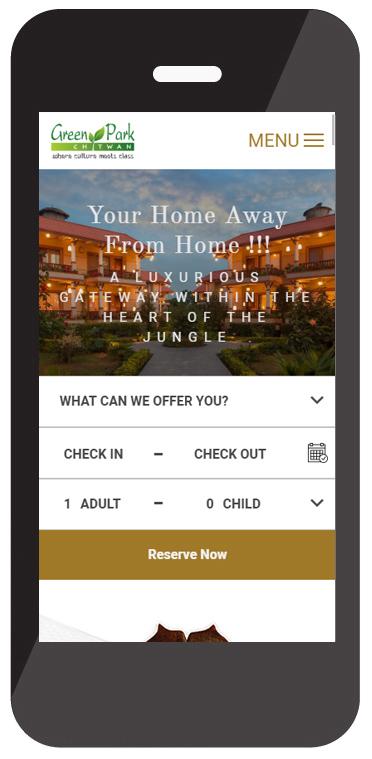 Green Park
CHITWAN
where culture meets class
MENU
Your Home Away
From Home !!!
A LUXURIOUS
GATEWAY WITHIN THE
HEART OF THE
JUNGLE
WHAT CAN WE OFFER YOU?
CHECK IN – CHECK OUT
1 ADULT – 0 CHILD
Reserve Now